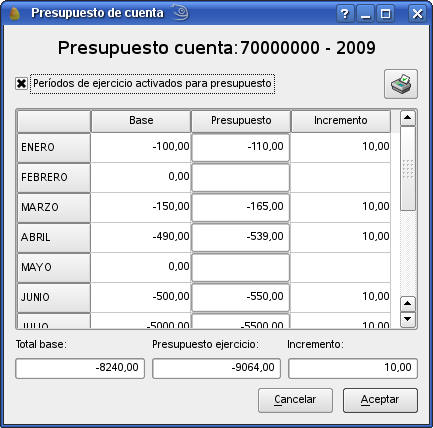 Presupuesto de cuenta
Presupuesto cuenta:70000000 - 2009
Períodos de ejercicio activados para presupuesto
Base Presupuesto Incremento
ENERO -100,00 -110,00 10,00
FEBRERO 0,00
MARZO -150,00 -165,00 10,00
ABRIL -490,00 -539,00 10,00
MAYO 0,00
JUNIO -500,00 -550,00 10,00
JULIO -5000,00 -5500,00 10,00
Total base: Presupuesto ejercicio: Incremento:
-8240,00 -9064,00 10,00
Cancelar Aceptar